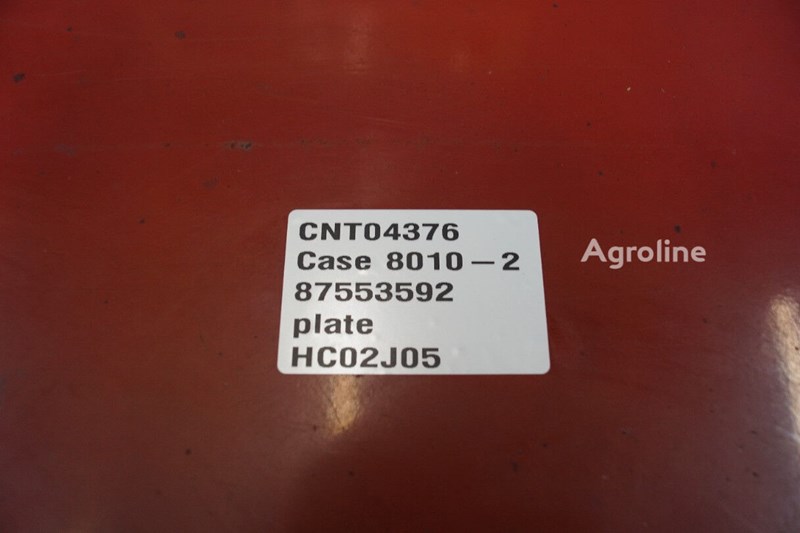 CNT04376
Case 8010-2
87553592
plate
HC02J05
Agroline